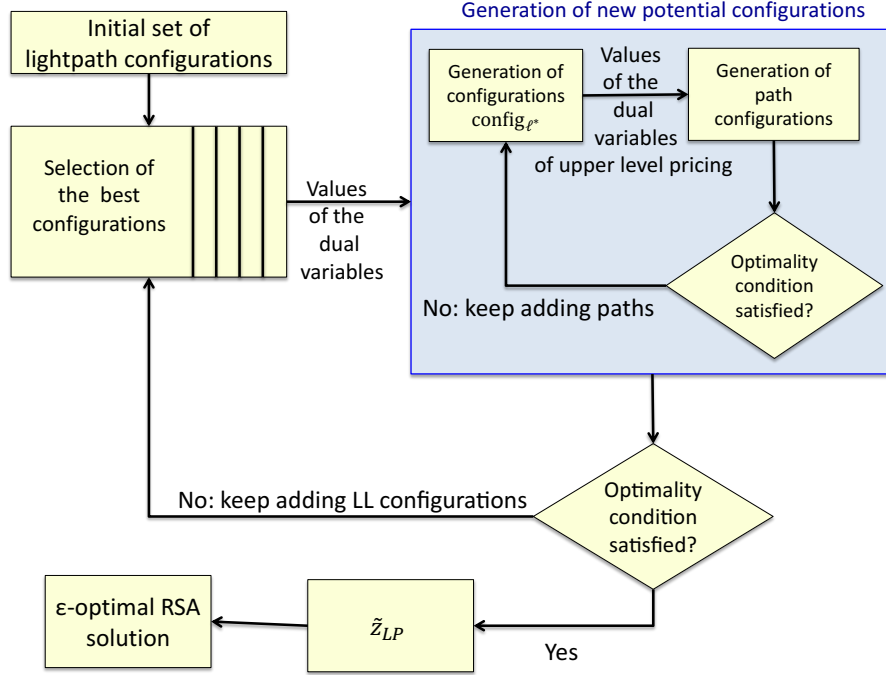 Generation of new potential configurations
Initial set of
lightpath configurations
Selection of
the best
configurations
Values
of the
dual
variables
Generation of
configurations
config_ℓ*
Values
of the
dual
variables
of upper level pricing
Generation of
path
configurations
Optimality
condition
satisfied?
No: keep adding paths
No: keep adding LL configurations
Optimality
condition
satisfied?
Yes
z̃_LP
ε-optimal RSA
solution